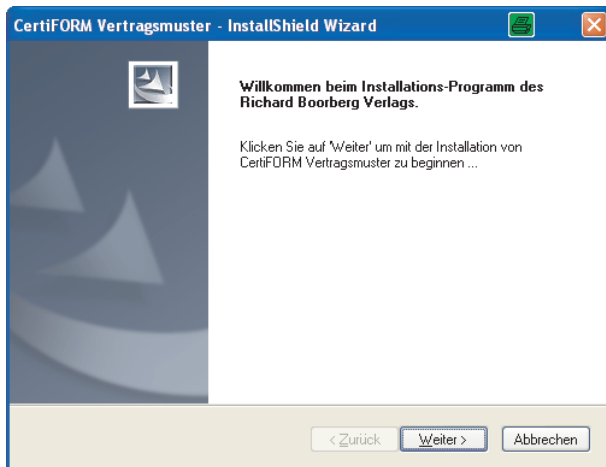 CertiFORM Vertragsmuster - InstallShield Wizard
Willkommen beim Installations-Programm des
Richard Boorberg Verlags.
Klicken Sie auf 'Weiter' um mit der Installation von
CertiFORM Vertragsmuster zu beginnen ...
< Zurück
Weiter >
Abbrechen